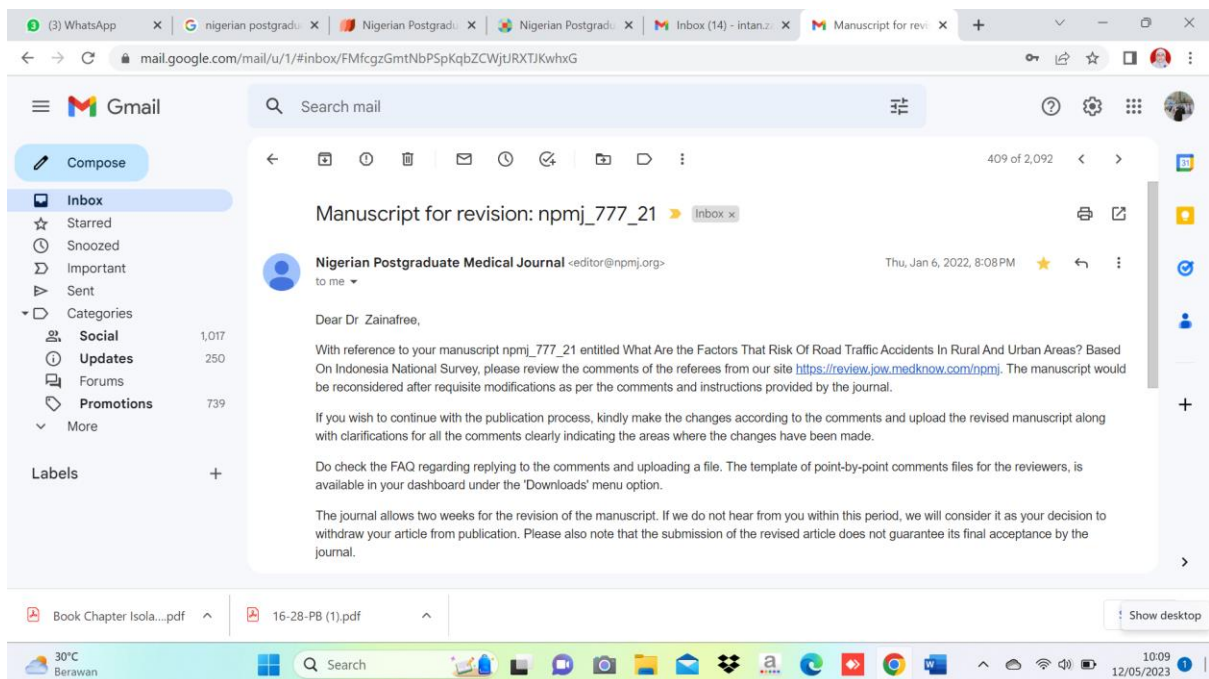 (3) WhatsApp
nigerian postgradu
Nigerian Postgradu
Nigerian Postgradu
Inbox (14) - intan.za
Manuscript for revi
mail.google.com/mail/u/1/#inbox/FMfcgzGmtNbPSpKqbZCWjtJRXTJKwhxG
Gmail
Search mail
Compose
409 of 2,092
Inbox
Starred
Snoozed
Important
Sent
Categories
Social 1,017
Updates 250
Forums
Promotions 739
More
Labels
Manuscript for revision: npmj_777_21 Inbox x
Nigerian Postgraduate Medical Journal <editor@npmj.org> Thu, Jan 6, 2022, 8:08 PM
to me
Dear Dr Zainafree,
With reference to your manuscript npmj_777_21 entitled What Are the Factors That Risk Of Road Traffic Accidents In Rural And Urban Areas? Based
On Indonesia National Survey, please review the comments of the referees from our site https://review.jow.medknow.com/npmj. The manuscript would
be reconsidered after requisite modifications as per the comments and instructions provided by the journal.
If you wish to continue with the publication process, kindly make the changes according to the comments and upload the revised manuscript along
with clarifications for all the comments clearly indicating the areas where the changes have been made.
Do check the FAQ regarding replying to the comments and uploading a file. The template of point-by-point comments files for the reviewers, is
available in your dashboard under the 'Downloads' menu option.
The journal allows two weeks for the revision of the manuscript. If we do not hear from you within this period, we will consider it as your decision to
withdraw your article from publication. Please also note that the submission of the revised article does not guarantee its final acceptance by the
journal.
Book Chapter Isola....pdf
16-28-PB (1).pdf
Show desktop
30°C
Berawan
Search
10:09
12/05/2023